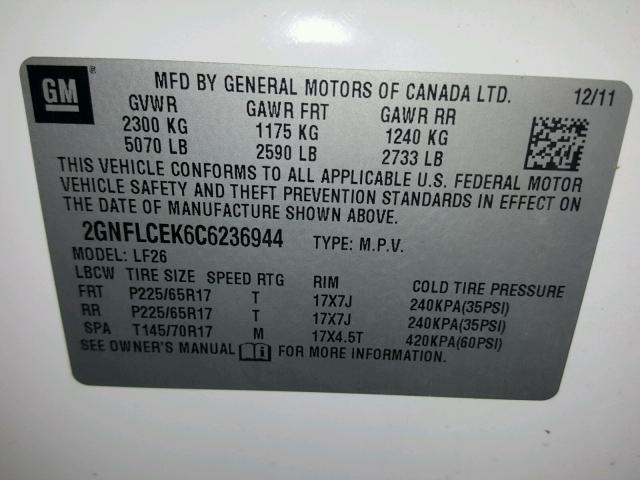 GM ®
MFD BY GENERAL MOTORS OF CANADA LTD. 12/11
GVWR GAWR FRT GAWR RR
2300 KG 1175 KG 1240 KG
5070 LB 2590 LB 2733 LB
THIS VEHICLE CONFORMS TO ALL APPLICABLE U.S. FEDERAL MOTOR
VEHICLE SAFETY AND THEFT PREVENTION STANDARDS IN EFFECT ON
THE DATE OF MANUFACTURE SHOWN ABOVE.
2GNFLCEK6C6236944 TYPE: M.P.V.
MODEL: LF26
LBCW TIRE SIZE SPEED RTG RIM COLD TIRE PRESSURE
FRT P225/65R17 T 17X7J 240KPA(35PSI)
RR P225/65R17 T 17X7J 240KPA(35PSI)
SPA T145/70R17 M 17X4.5T 420KPA(60PSI)
SEE OWNER'S MANUAL FOR MORE INFORMATION.